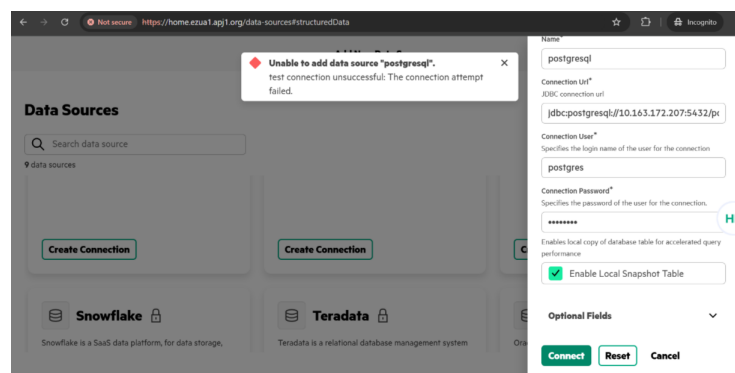 Not secure https://home.ezua1.apj1.org/data-sources#structuredData
Incognito
Unable to add data source "postgresql".
test connection unsuccessful: The connection attempt
failed.
Data Sources
Search data source
9 data sources
Create Connection
Create Connection
Snowflake
Snowflake is a SaaS data platform, for data storage,
Teradata
Teradata is a relational database management system
Name*
postgresql
Connection Url*
JDBC connection url
jdbc:postgresql://10.163.172.207:5432/pc
Connection User*
Specifies the login name of the user for the connection
postgres
Connection Password*
Specifies the password of the user for the connection.
••••••••
H
Enables local copy of database table for accelerated query
performance
Enable Local Snapshot Table
Optional Fields
Connect Reset Cancel